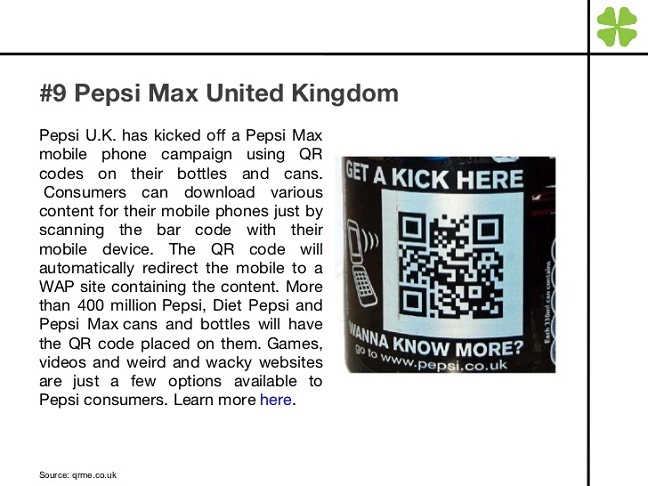 #9 Pepsi Max United Kingdom
Pepsi U.K. has kicked off a Pepsi Max
mobile phone campaign using QR
codes on their bottles and cans.
Consumers can download various
content for their mobile phones just by
scanning the bar code with their
mobile device. The QR code will
automatically redirect the mobile to a
WAP site containing the content. More
than 400 million Pepsi, Diet Pepsi and
Pepsi Max cans and bottles will have
the QR code placed on them. Games,
videos and weird and wacky websites
are just a few options available to
Pepsi consumers. Learn more here.
GET A KICK HERE
WANNA KNOW MORE?
go to www.pepsi.co.uk
Each 330ml can contains
Source: qrme.co.uk